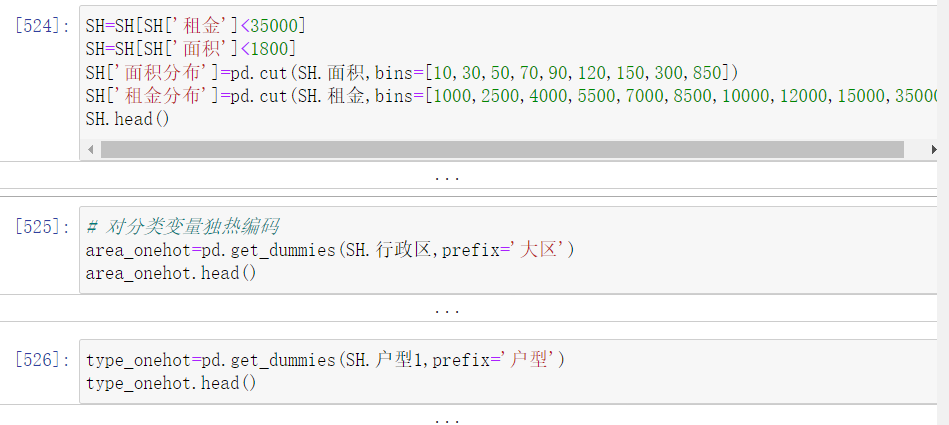 [524]: SH=SH[SH['租金']<35000]
SH=SH[SH['面积']<1800]
SH['面积分布']=pd.cut(SH.面积,bins=[10,30,50,70,90,120,150,300,850])
SH['租金分布']=pd.cut(SH.租金,bins=[1000,2500,4000,5500,7000,8500,10000,12000,15000,35000
SH.head()
...
[525]: # 对分类变量独热编码
area_onehot=pd.get_dummies(SH.行政区,prefix='大区')
area_onehot.head()
...
[526]: type_onehot=pd.get_dummies(SH.户型1,prefix='户型')
type_onehot.head()
...